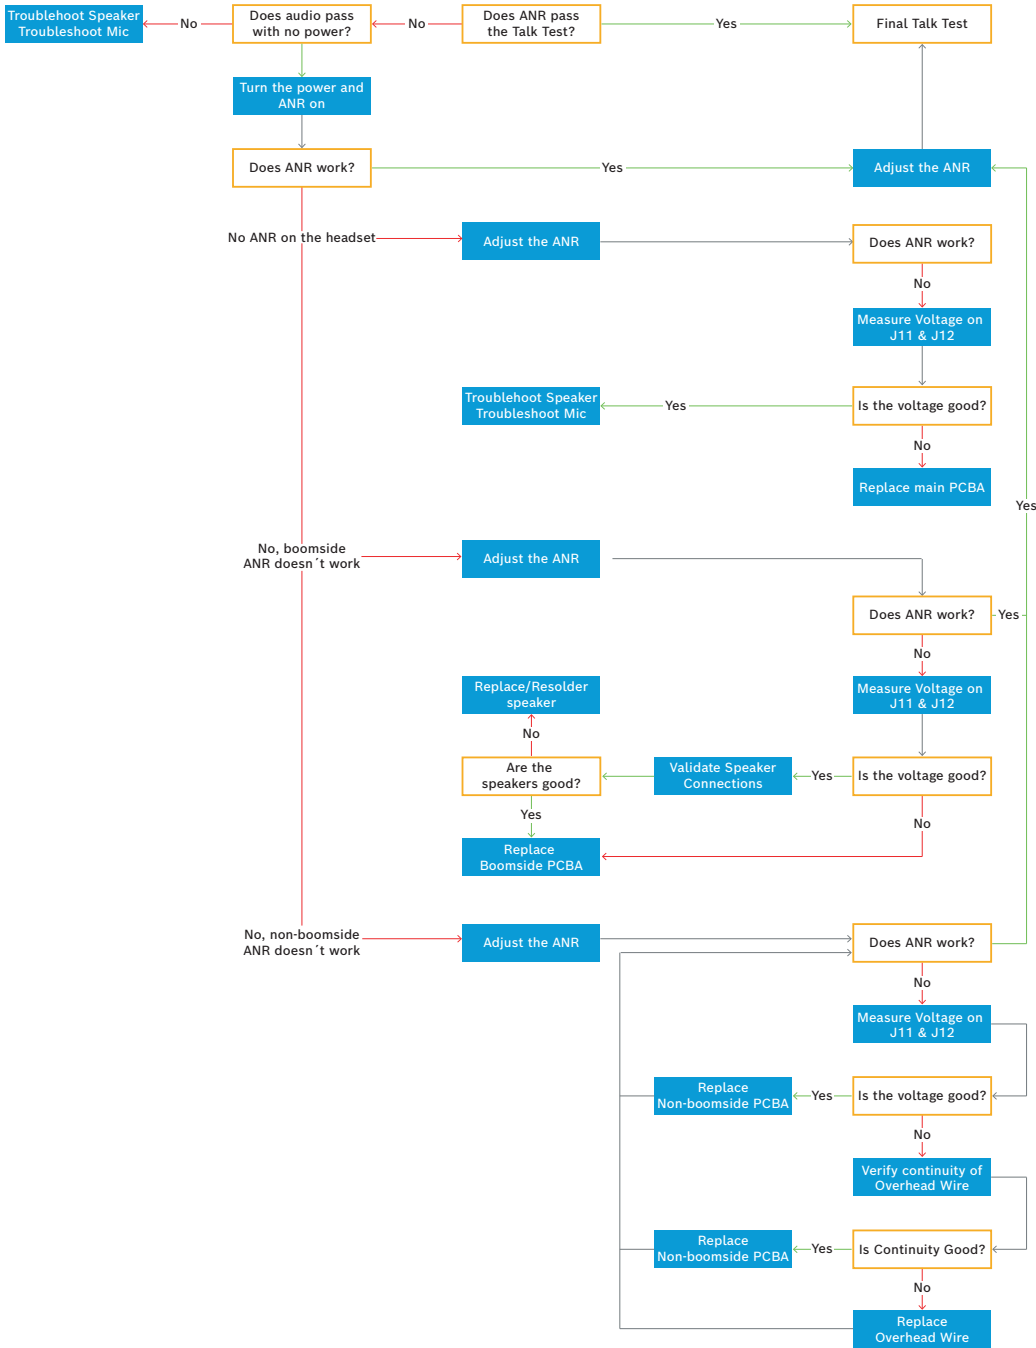 Troublehoot Speaker
Troubleshoot Mic
No
Does audio pass
with no power?
No
Does ANR pass
the Talk Test?
Yes
Final Talk Test
Turn the power and
ANR on
Does ANR work?
Yes
Adjust the ANR
No ANR on the headset
Adjust the ANR
Does ANR work?
No
Measure Voltage on
J11 & J12
Troublehoot Speaker
Troubleshoot Mic
Yes
Is the voltage good?
No
Replace main PCBA
Yes
No, boomside
ANR doesn´t work
Adjust the ANR
Does ANR work?
Yes
No
Replace/Resolder
speaker
Measure Voltage on
J11 & J12
No
Are the
speakers good?
Validate Speaker
Connections
Yes
Is the voltage good?
Yes
No
Replace
Boomside PCBA
No, non-boomside
ANR doesn´t work
Adjust the ANR
Does ANR work?
No
Measure Voltage on
J11 & J12
Replace
Non-boomside PCBA
Yes
Is the voltage good?
No
Verify continuity of
Overhead Wire
Replace
Non-boomside PCBA
Yes
Is Continuity Good?
No
Replace
Overhead Wire